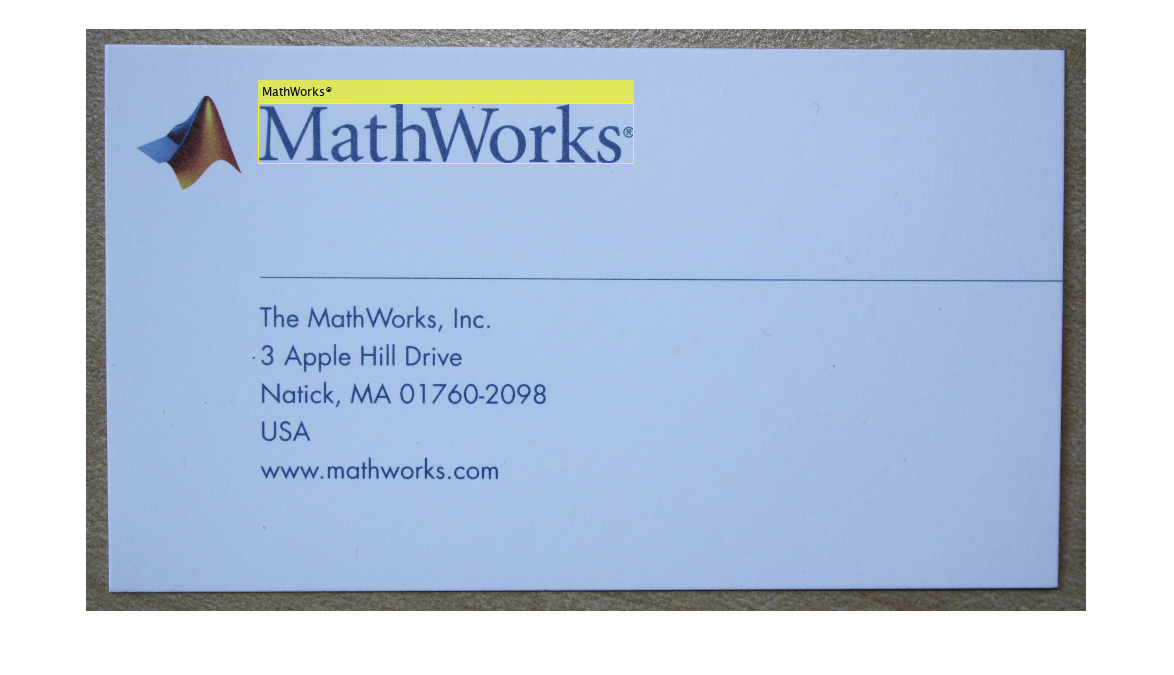 MathWorks®
MathWorks®
The MathWorks, Inc.
3 Apple Hill Drive
Natick, MA 01760-2098
USA
www.mathworks.com